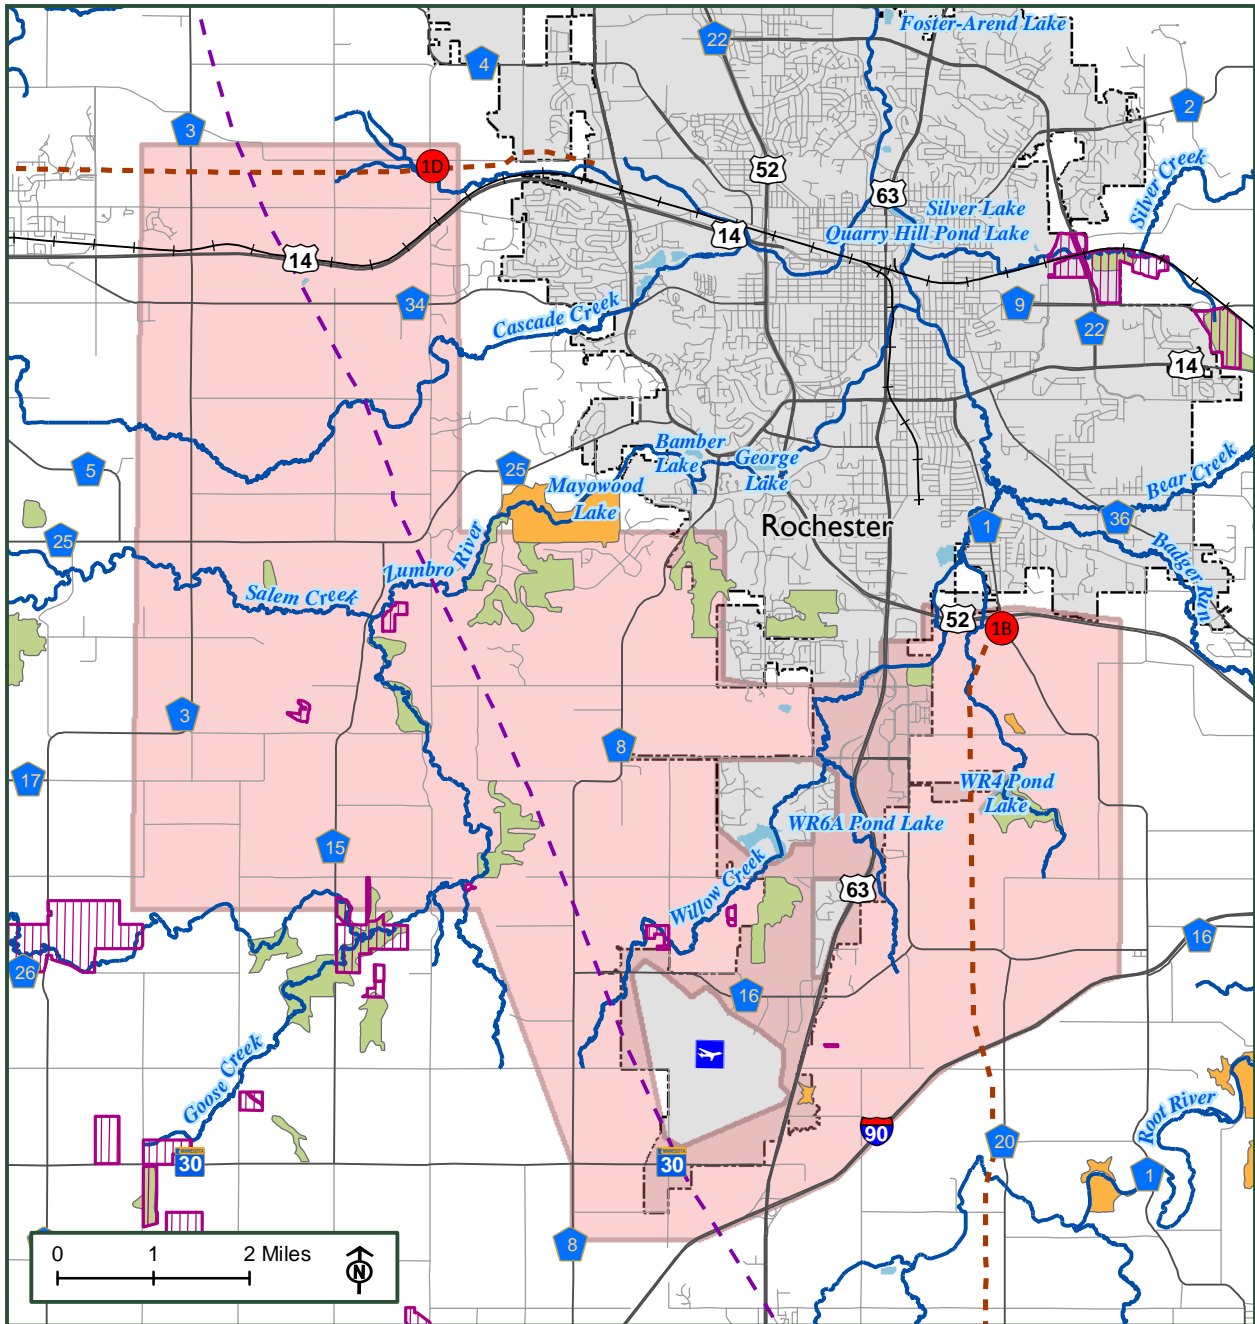 Foster-Arend Lake
22
4
2
3
52
1D
63
Silver Creek
Silver Lake
14
Quarry Hill Pond Lake
14
34
9
Cascade Creek
22
14
Bamber
Lake
George
Lake
5
25
Mayowood
Lake
Bear Creek
36
1
Rochester
25
Zumbro River
Badger Run
Salem Creek
52
1B
3
8
17
WR4 Pond
Lake
WR6A Pond Lake
15
Willow Creek
63
16
26
16
Goose Creek
90
Root River
20
MINNESOTA
30
MINNESOTA
30
1
8
0 1 2 Miles
N